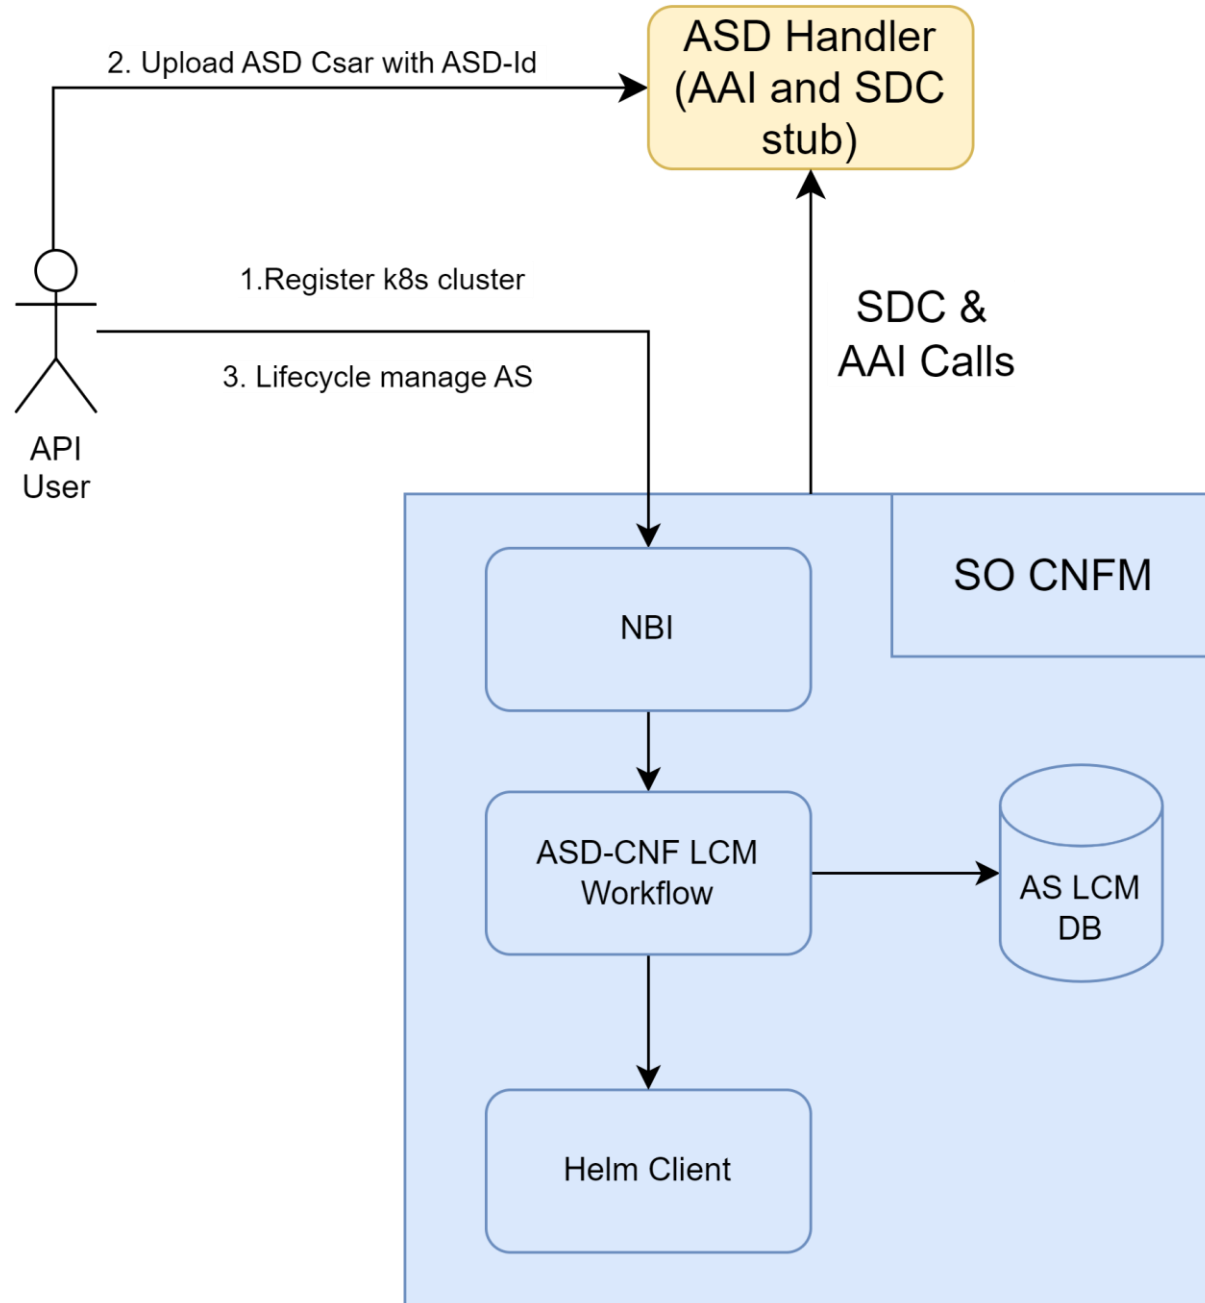 ASD Handler
(AAI and SDC
stub)
2. Upload ASD Csar with ASD-Id
1.Register k8s cluster
3. Lifecycle manage AS
SDC &
AAI Calls
API
User
SO CNFM
NBI
ASD-CNF LCM
Workflow
AS LCM
DB
Helm Client